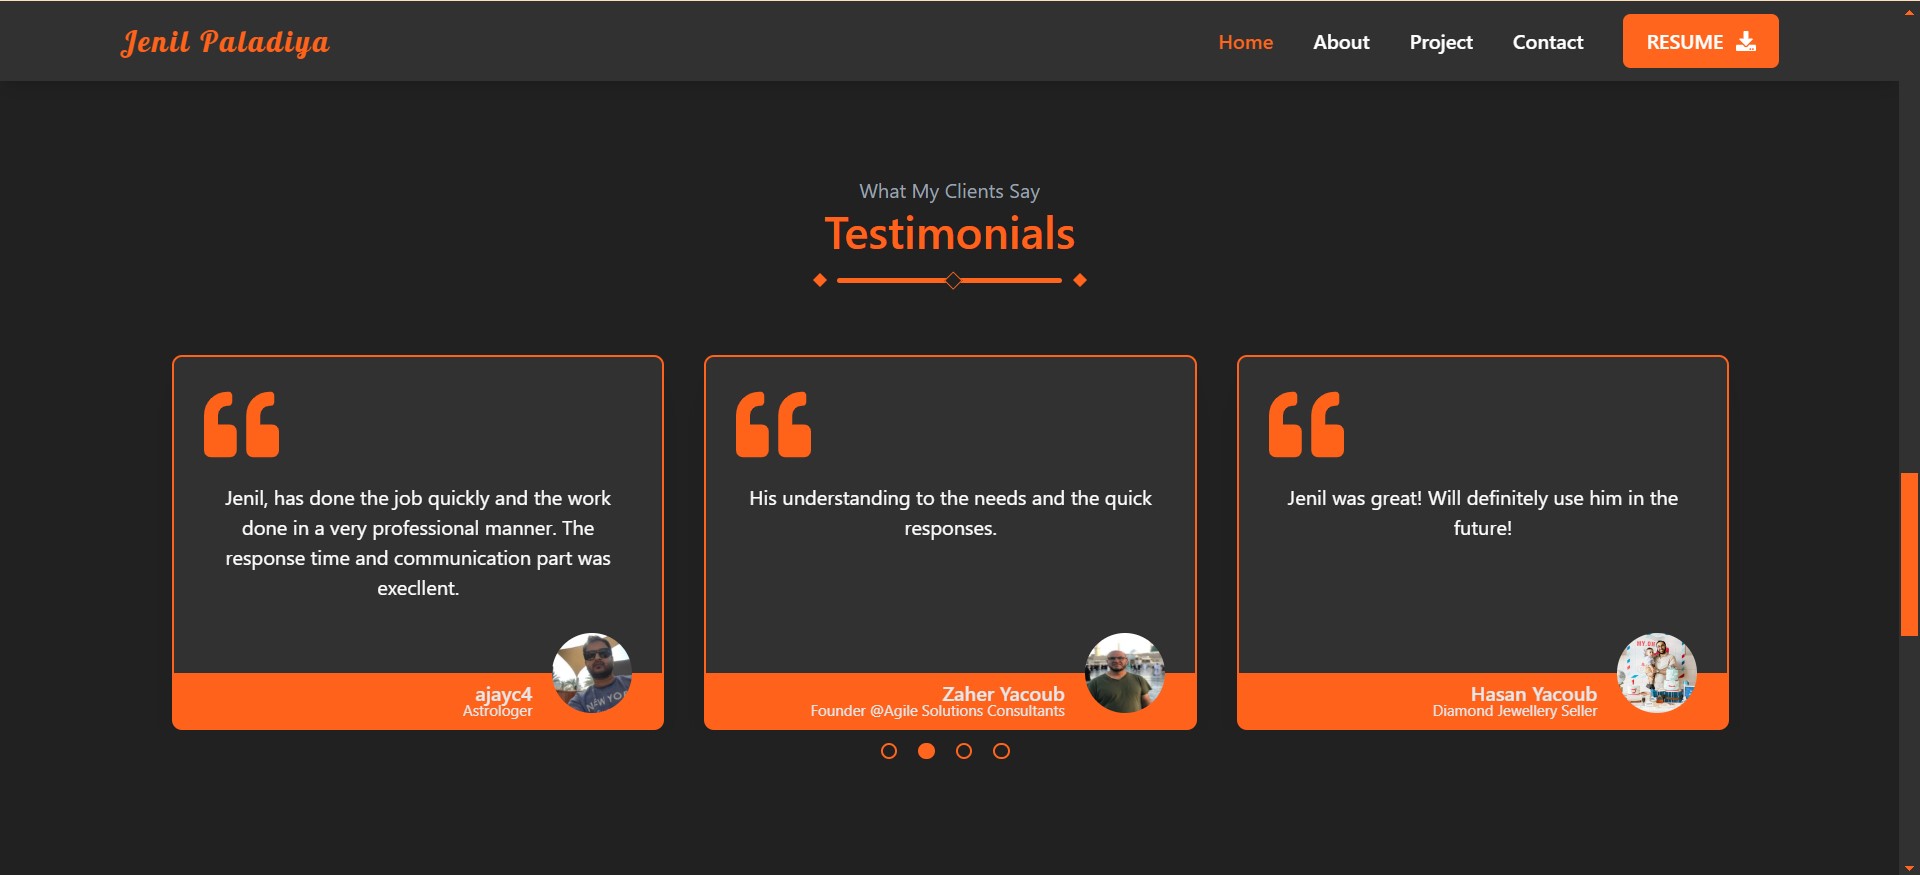 Jenil Paladiya
Home
About
Project
Contact
RESUME
What My Clients Say
Testimonials
Jenil, has done the job quickly and the work
done in a very professional manner. The
response time and communication part was
execllent.
ajayc4
Astrologer
His understanding to the needs and the quick
responses.
Zaher Yacoub
Founder @Agile Solutions Consultants
Jenil was great! Will definitely use him in the
future!
Hasan Yacoub
Diamond Jewellery Seller